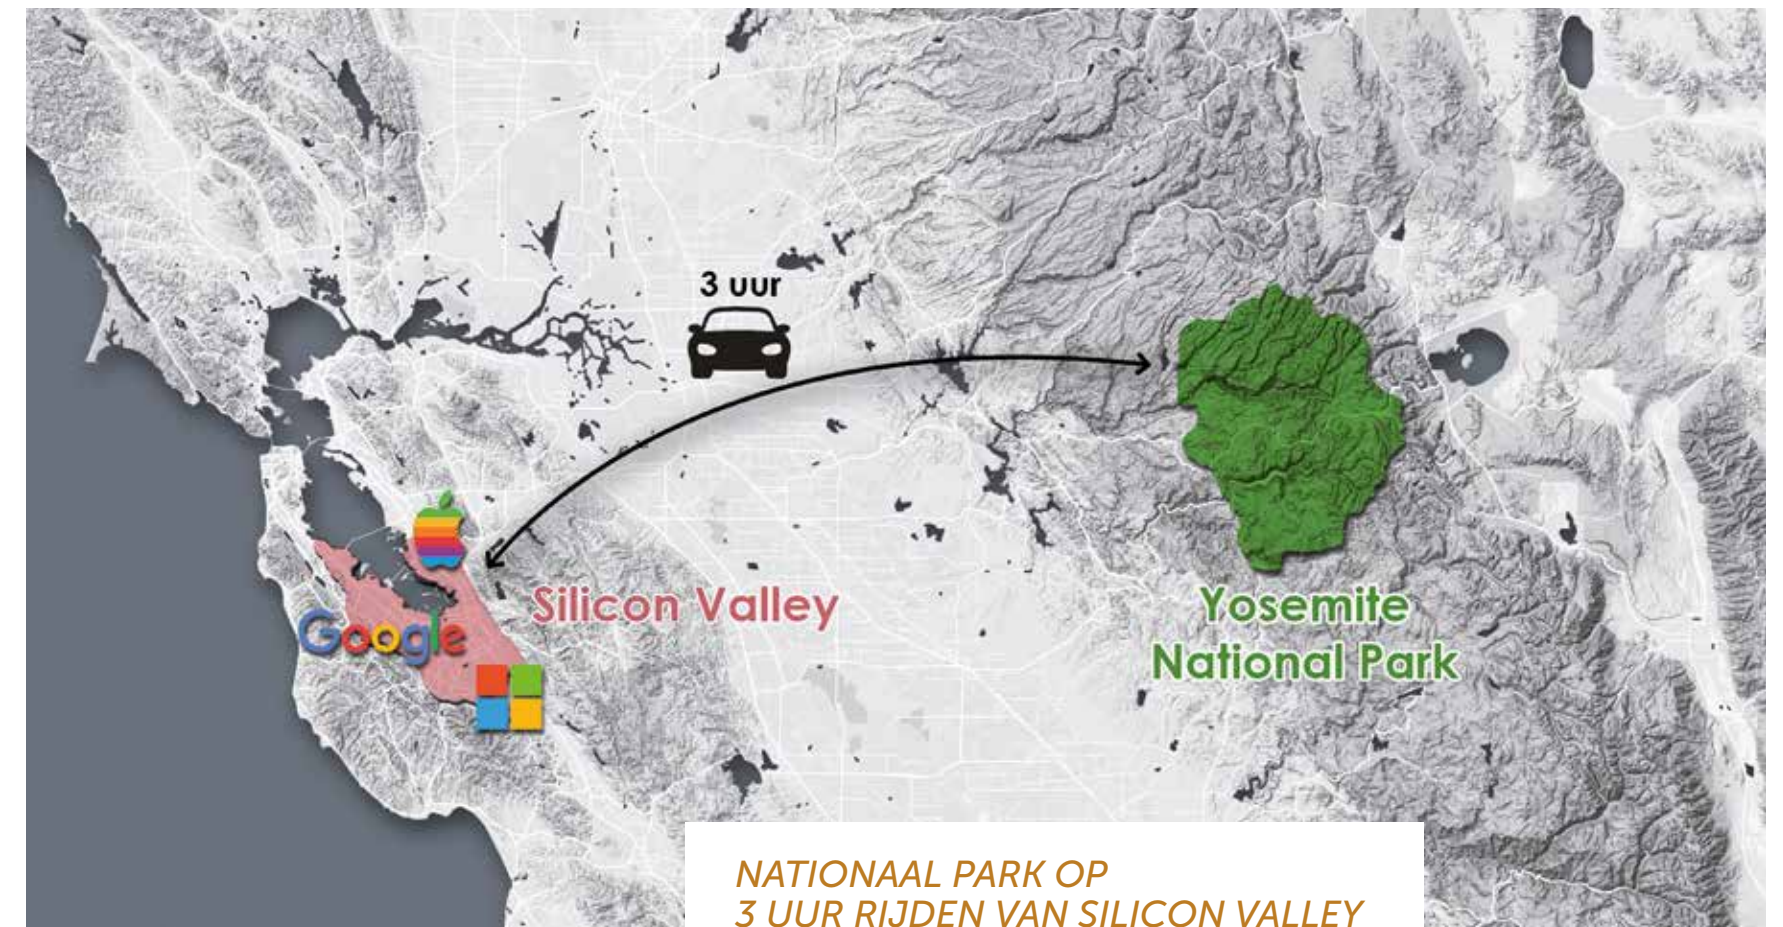 3 uur
Silicon Valley
Google
Yosemite
National Park
NATIONAAL PARK OP
3 UUR RIJDEN VAN SILICON VALLEY